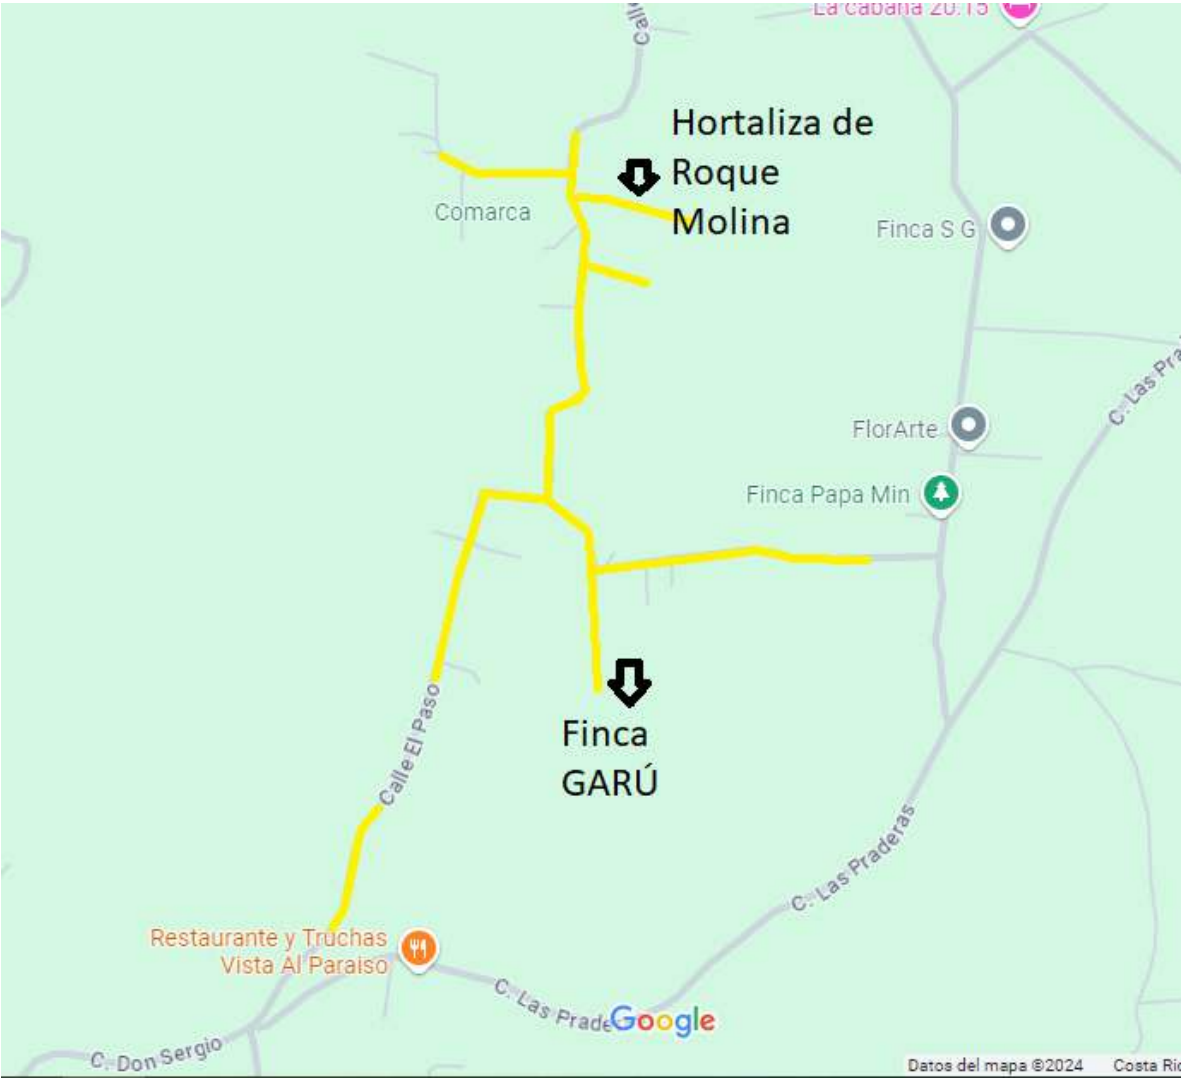 La cabaña 20.15
Calle
Hortaliza de
Roque
Molina
Comarca
Finca S G
C. Las Pra
FlorArte
Finca Papa Min
Calle El Paso
Finca
GARÚ
C. Las Praderas
Restaurante y Truchas
Vista Al Paraiso
C. Las Prade
Google
C. Don Sergio
Datos del mapa ©2024 Costa Ric